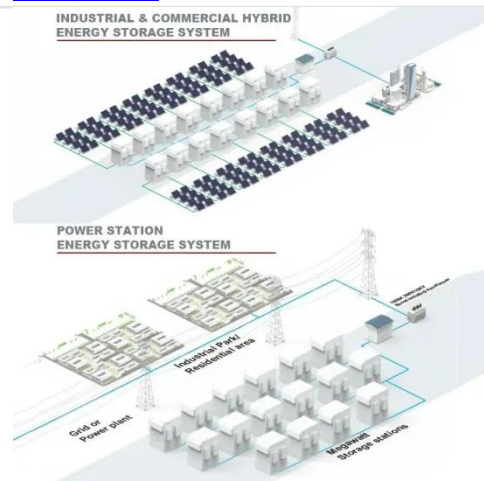 INDUSTRIAL & COMMERCIAL HYBRID
ENERGY STORAGE SYSTEM
POWER STATION
ENERGY STORAGE SYSTEM
Industrial Park/
Residential area
Grid or
Power plant
Megawatt
Storage stations